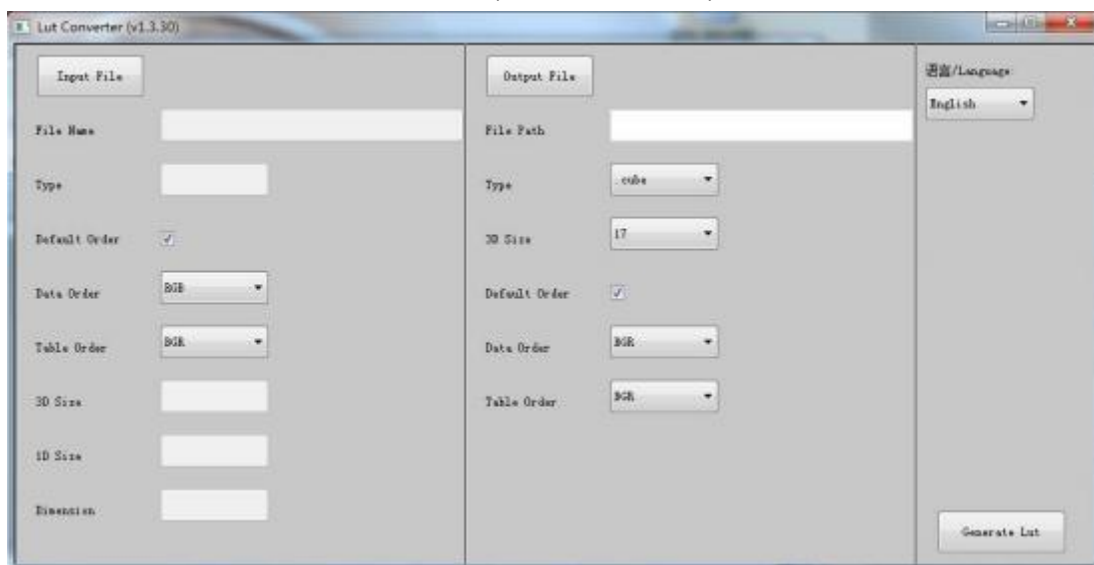 Lut Converter (v1.3.30)
Input File
File Name
Type
Default Order
Data Order RGB
Table Order BGR
3D Size
1D Size
Dimension
Output File
File Path
Type .cube
3D Size 17
Default Order
Data Order BGR
Table Order BGR
语言/Language
English
Generate Lut